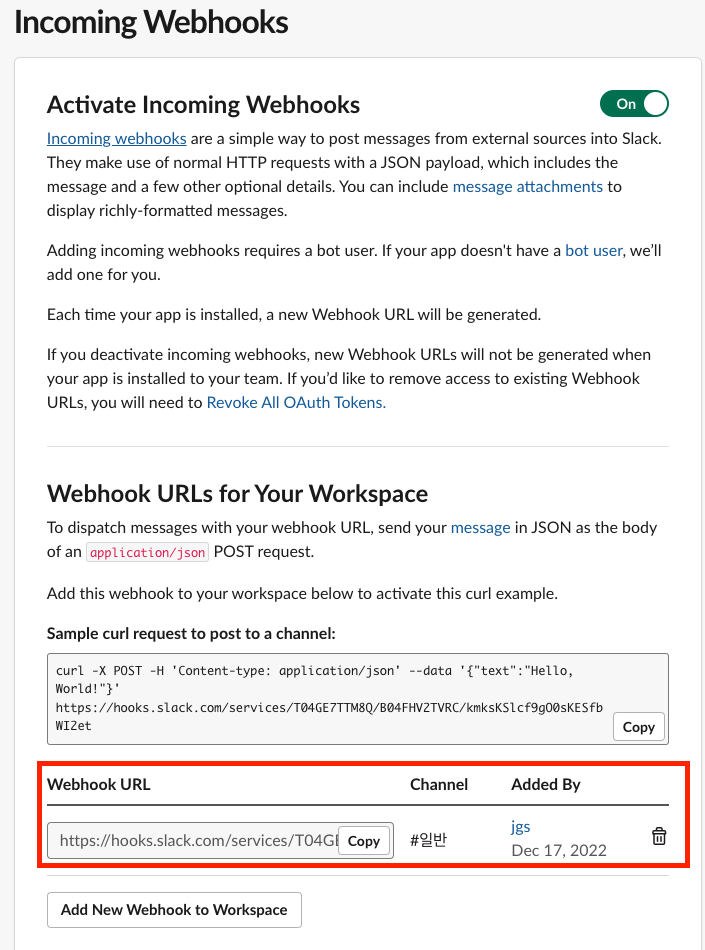 Incoming Webhooks
Activate Incoming Webhooks
On
Incoming webhooks are a simple way to post messages from external sources into Slack.
They make use of normal HTTP requests with a JSON payload, which includes the
message and a few other optional details. You can include message attachments to
display richly-formatted messages.
Adding incoming webhooks requires a bot user. If your app doesn't have a bot user, we'll
add one for you.
Each time your app is installed, a new Webhook URL will be generated.
If you deactivate incoming webhooks, new Webhook URLs will not be generated when
your app is installed to your team. If you'd like to remove access to existing Webhook
URLs, you will need to Revoke All OAuth Tokens.
Webhook URLs for Your Workspace
To dispatch messages with your webhook URL, send your message in JSON as the body
of an application/json POST request.
Add this webhook to your workspace below to activate this curl example.
Sample curl request to post to a channel:
curl -X POST -H 'Content-type: application/json' --data '{"text":"Hello,
World!"}'
https://hooks.slack.com/services/T04GE7TTM8Q/B04FHV2TVRC/kmksKSlcf9gO0sKESfb
WI2et
Copy
Webhook URL Channel Added By
https://hooks.slack.com/services/T04GE Copy #일반 jgs
Dec 17, 2022
Add New Webhook to Workspace